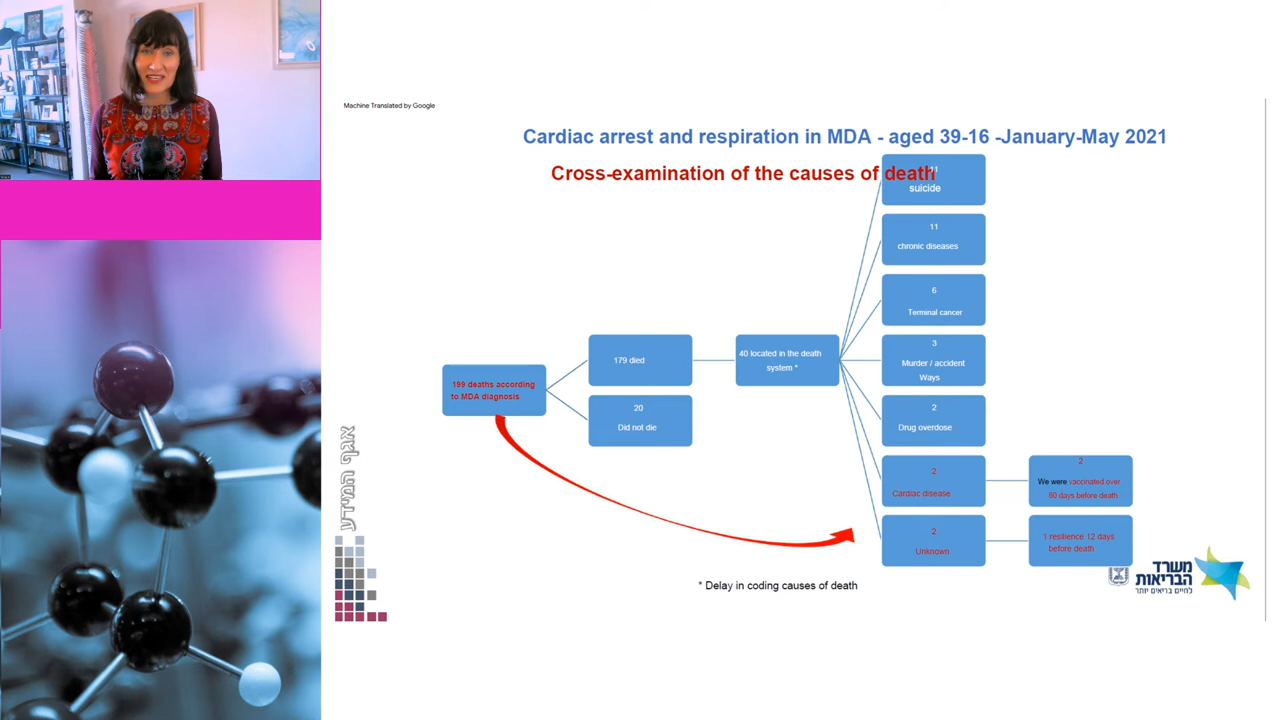 Machine Translated by Google
Cardiac arrest and respiration in MDA - aged 39-16 -January-May 2021
Cross-examination of the causes of death
11
suicide
11
chronic diseases
6
Terminal cancer
3
Murder / accident
Ways
179 died
40 located in the death
system *
199 deaths according
to MDA diagnosis
20
Did not die
2
Drug overdose
2
Cardiac disease
2
We were vaccinated over
60 days before death
2
Unknown
1 resilience 12 days
before death
* Delay in coding causes of death
אגף המידע
משרד
הבריאות
לחיים בריאים יותר